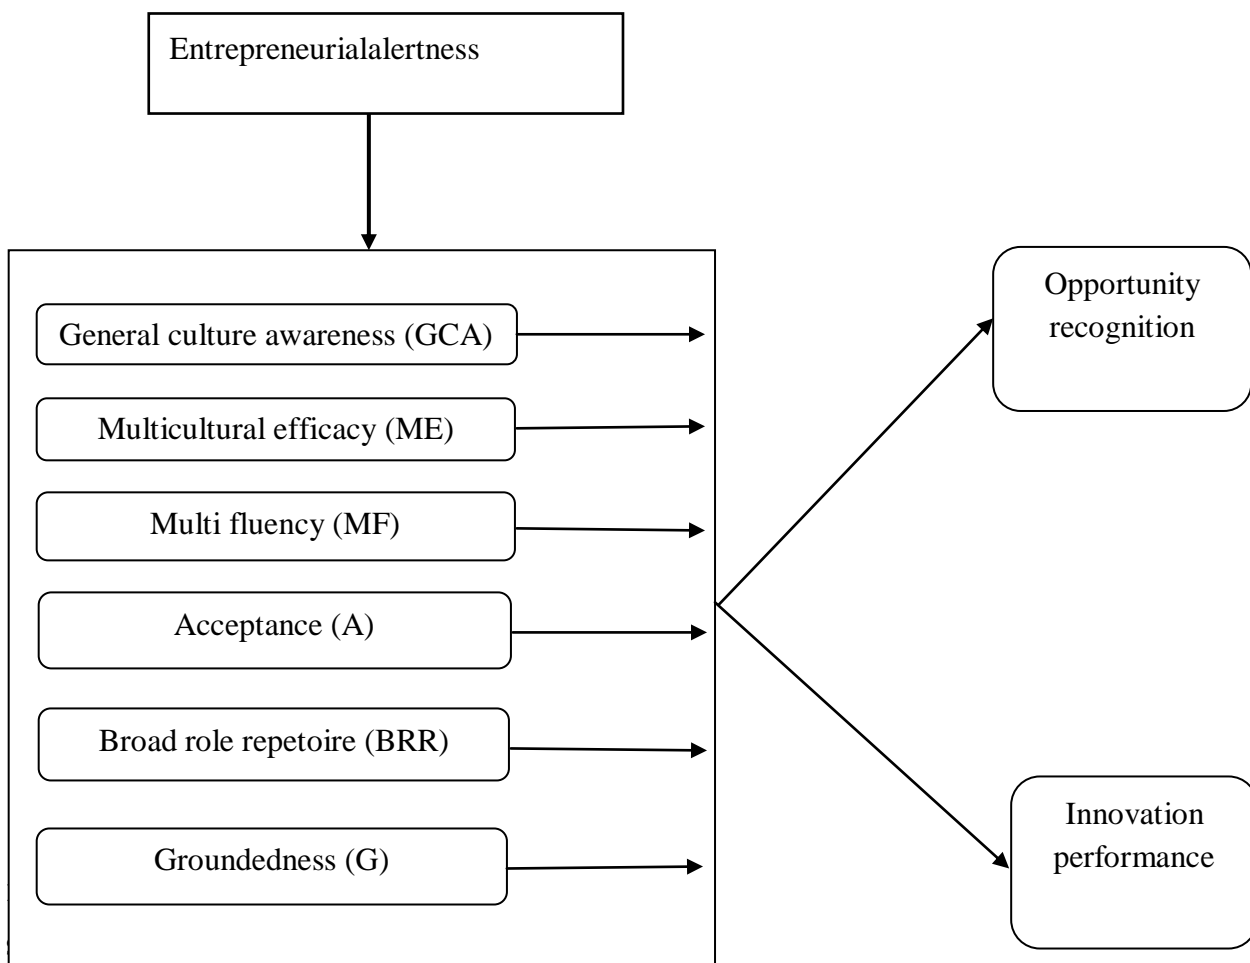 Entrepreneurialalertness
General culture awareness (GCA)
Multicultural efficacy (ME)
Multi fluency (MF)
Acceptance (A)
Broad role repetoire (BRR)
Groundedness (G)
Opportunity
recognition
Innovation
performance